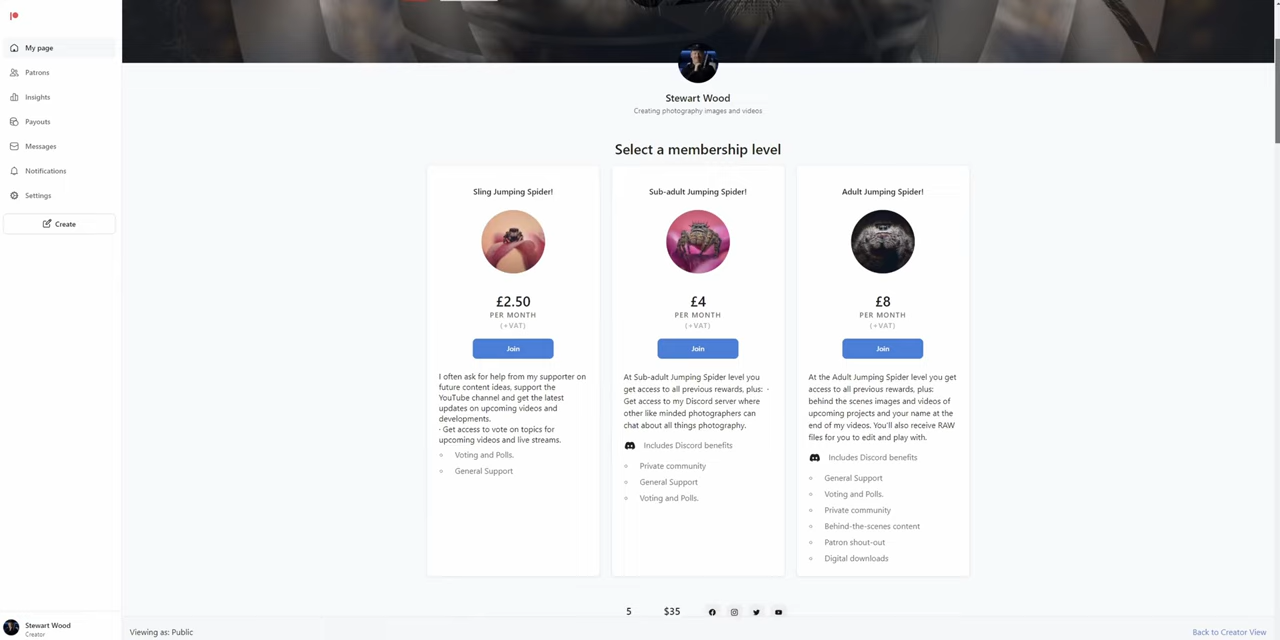 My page
Patrons
Insights
Payouts
Messages
Notifications
Settings
Create
Stewart Wood
Creator
Stewart Wood
Creating photography images and videos
Select a membership level
Sling Jumping Spider!
£2.50
PER MONTH
(+VAT)
Join
I often ask for help from my supporter on
future content ideas, support the
YouTube channel and get the latest
updates on upcoming videos and
developments.
· Get access to vote on topics for
upcoming videos and live streams.
Voting and Polls.
General Support
Sub-adult Jumping Spider!
£4
PER MONTH
(+VAT)
Join
At Sub-adult Jumping Spider level you
get access to all previous rewards, plus: -
Get access to my Discord server where
other like minded photographers can
chat about all things photography.
Includes Discord benefits
Private community
General Support
Voting and Polls.
Adult Jumping Spider!
£8
PER MONTH
(+VAT)
Join
At the Adult Jumping Spider level you get
access to all previous rewards, plus:
behind the scenes images and videos of
upcoming projects and your name at the
end of my videos. You'll also receive RAW
files for you to edit and play with.
Includes Discord benefits
General Support
Voting and Polls.
Private community
Behind-the-scenes content
Patron shout-out
Digital downloads
5
$35
Viewing as: Public
Back to Creator View